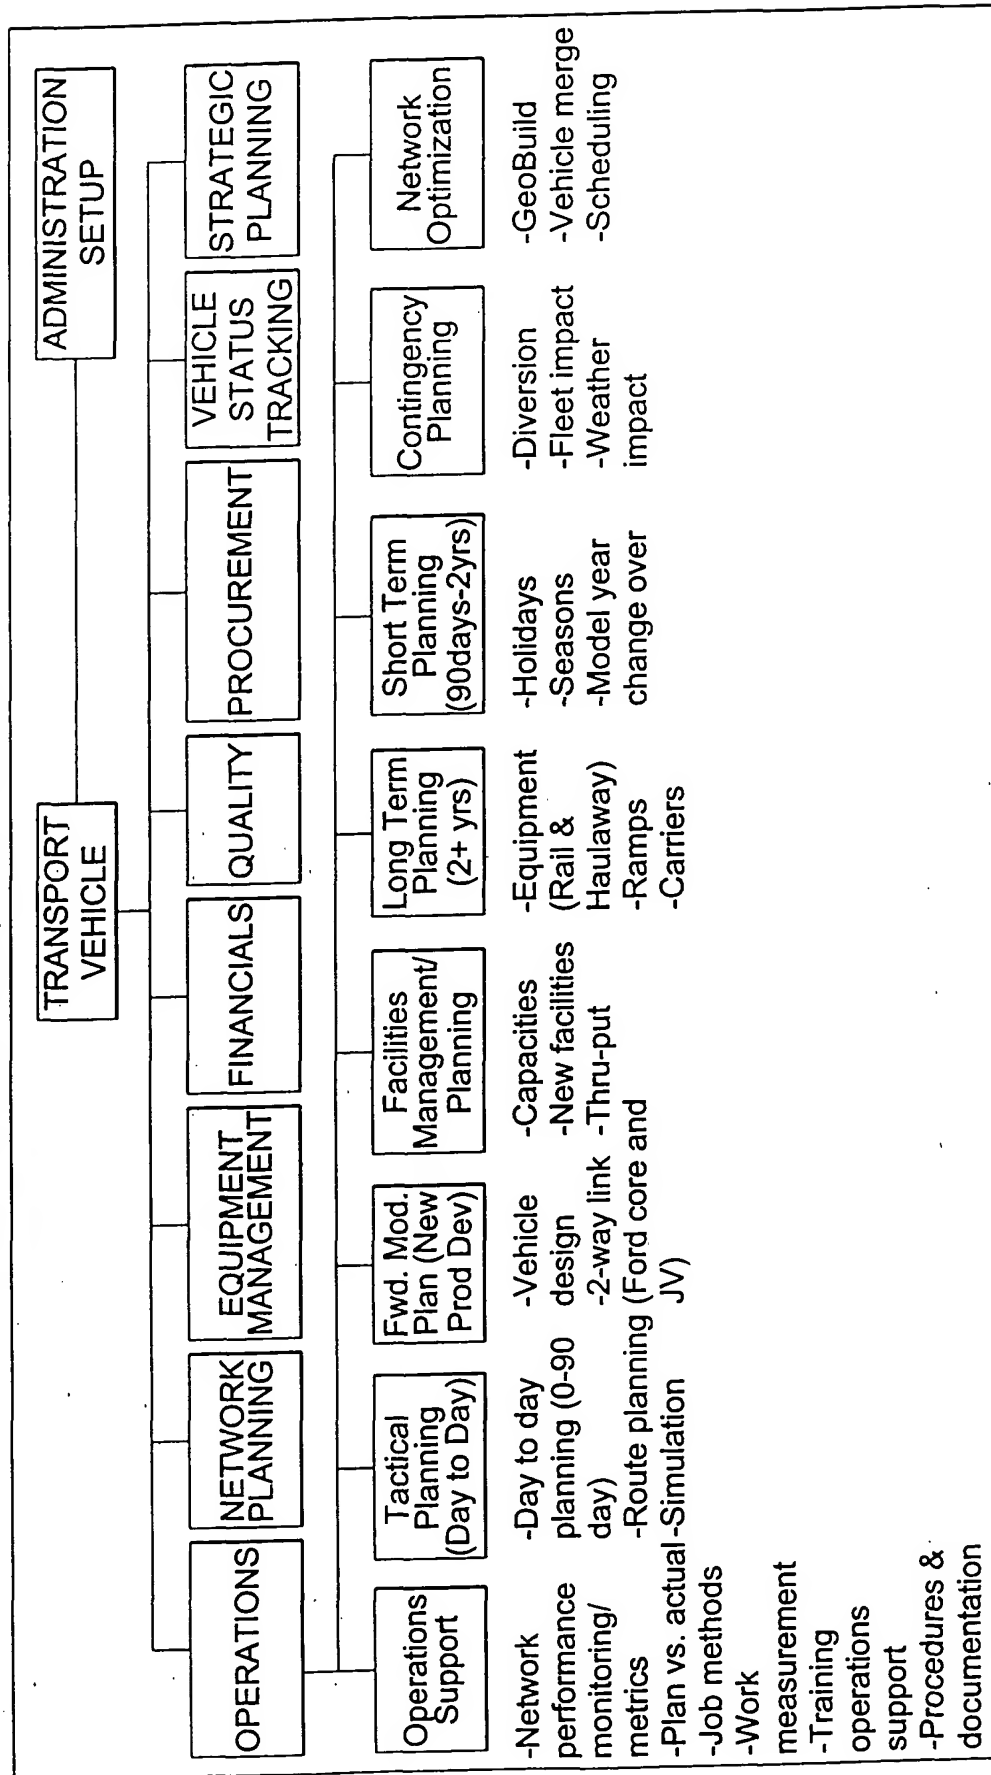 TRANSPORT
VEHICLE
ADMINISTRATION
SETUP
OPERATIONS
NETWORK
PLANNING
EQUIPMENT
MANAGEMENT
FINANCIALS
QUALITY
PROCUREMENT
VEHICLE
STATUS
TRACKING
STRATEGIC
PLANNING
Operations
Support
Tactical
Planning
(Day to Day)
Fwd. Mod.
Plan (New
Prod Dev)
Facilities
Management/
Planning
Long Term
Planning
(2+ yrs)
Short Term
Planning
(90days-2yrs)
Contingency
Planning
Network
Optimization
-Network
performance
monitoring/
metrics
-Plan vs. actual
-Job methods
-Work
measurement
-Training
operations
support
-Procedures &
documentation
-Day to day
planning (0-90
day)
-Route planning
-Simulation
-Vehicle
design
-2-way link
(Ford core and
JV)
-Capacities
-New facilities
-Thru-put
-Equipment
(Rail &
Haulaway)
-Ramps
-Carriers
-Holidays
-Seasons
-Model year
change over
-Diversion
-Fleet impact
-Weather
impact
-GeoBuild
-Vehicle merge
-Scheduling